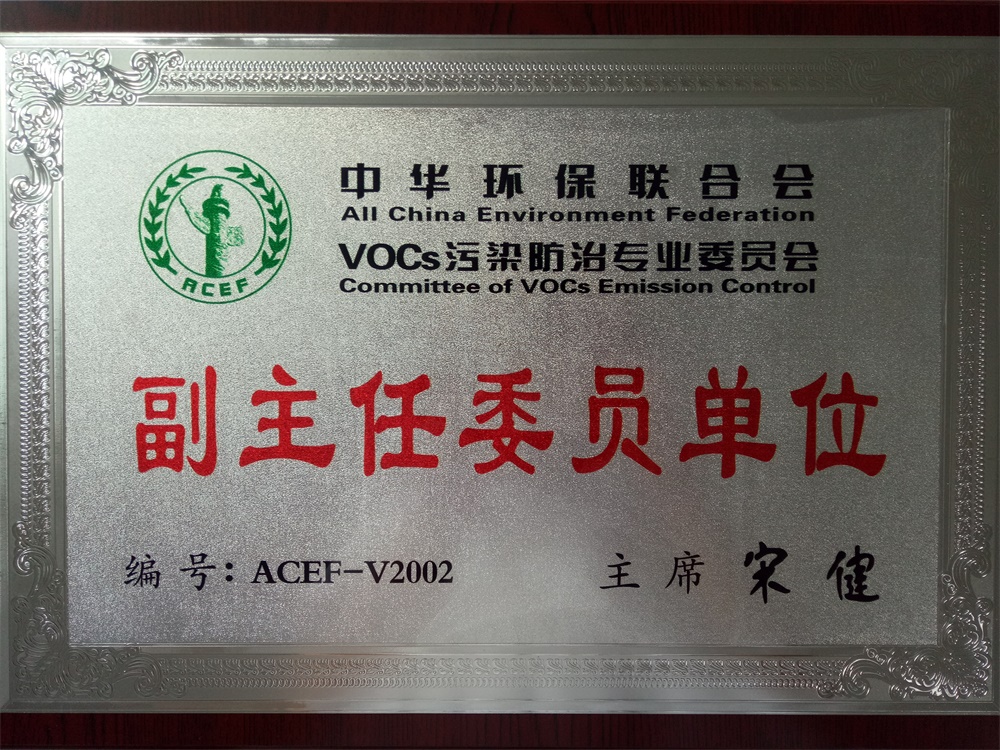 中华环保联合会
All China Environment Federation
VOCs污染防治专业委员会
Committee of VOCs Emission Control
ACEF
副主任委员单位
编号：ACEF-V2002
主席 宋健